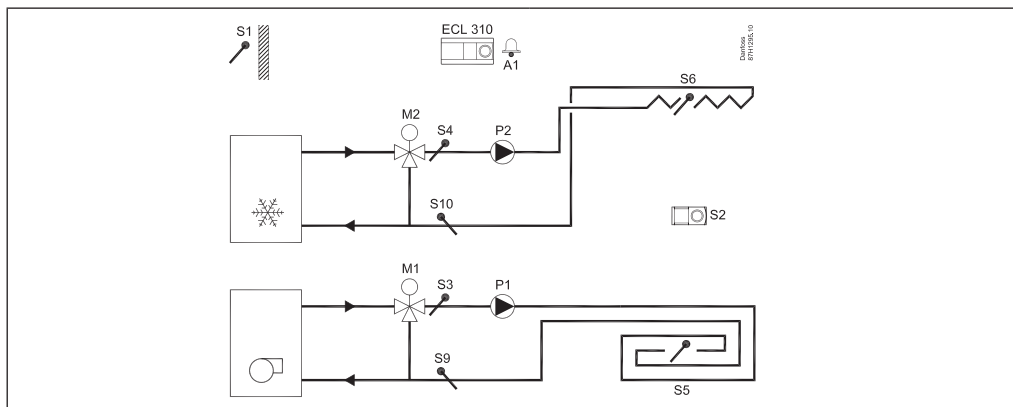 S1
ECL 310
A1
Danfoss
87H1295.10
S6
M2
S4
P2
S10
S2
M1
S3
P1
S9
S5